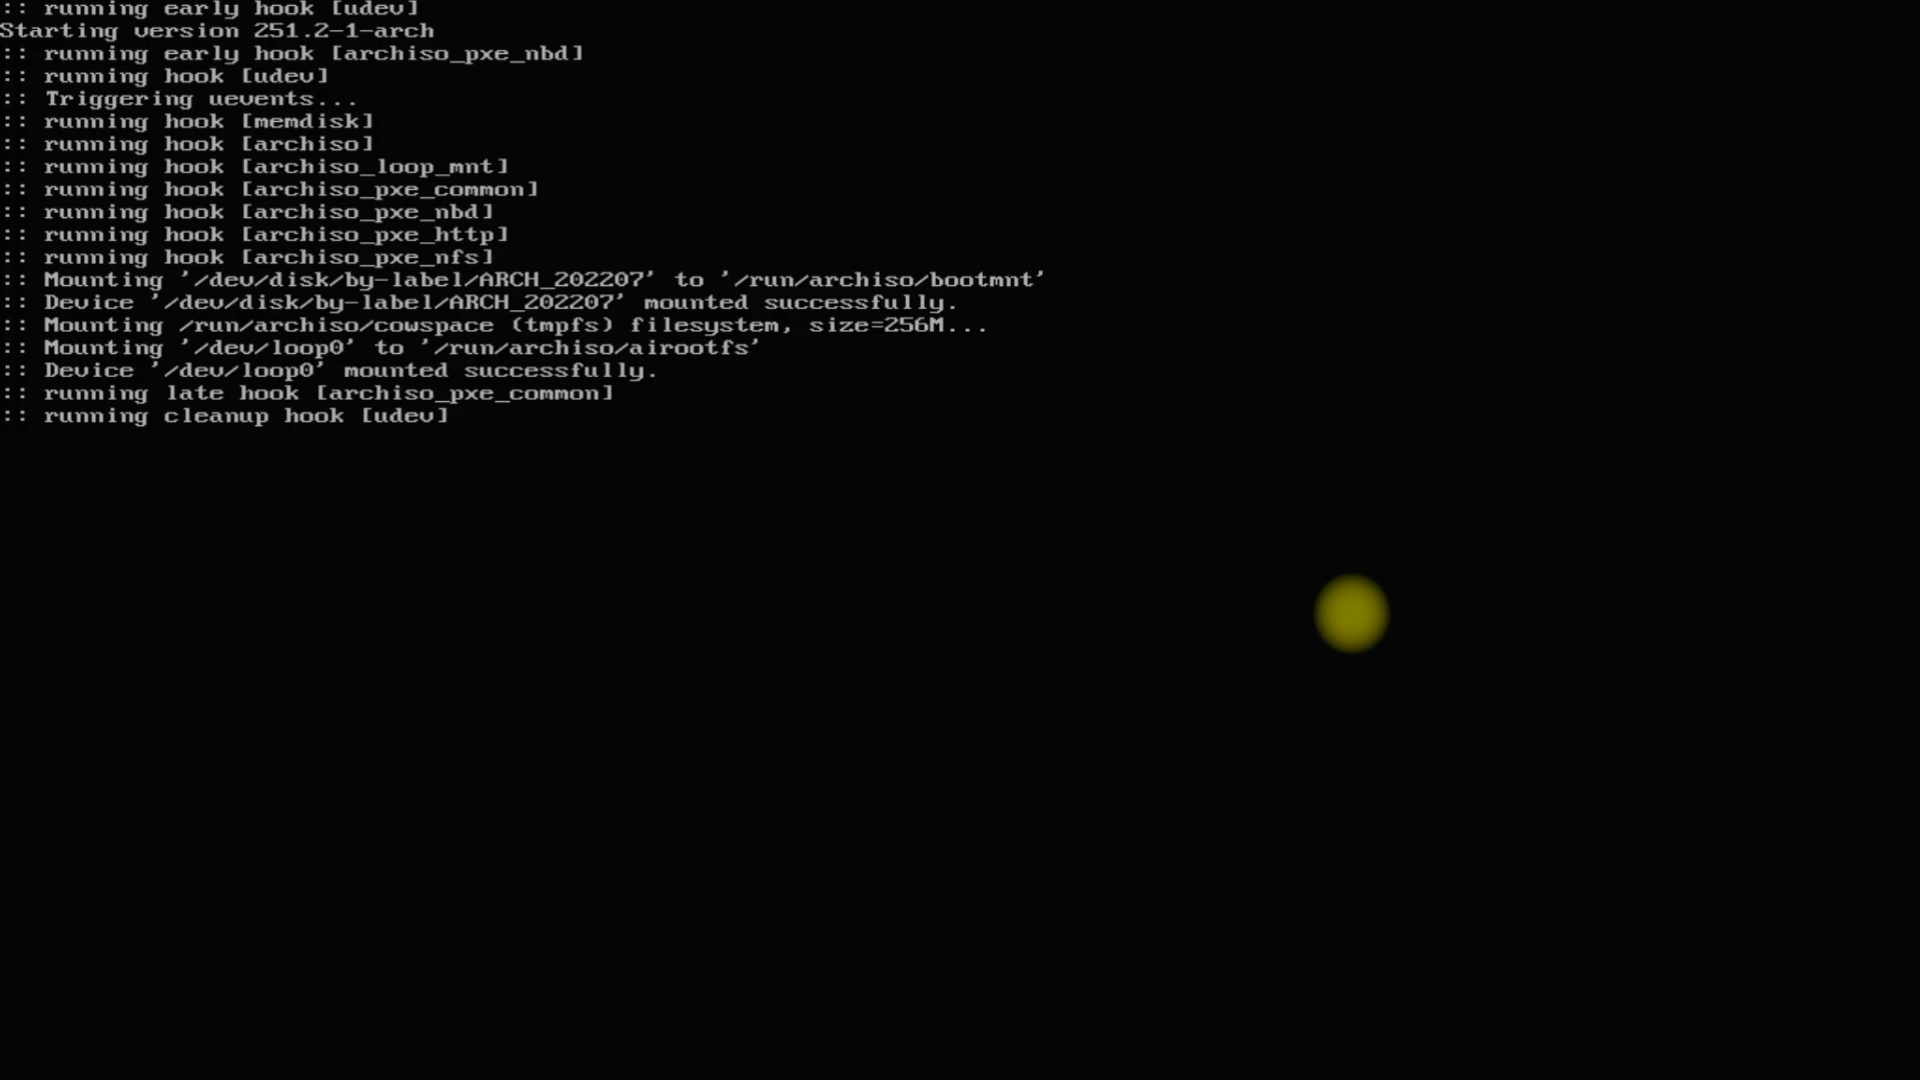 :: running early hook [udev]
Starting version 251.2-1-arch
:: running early hook [archiso_pxe_nbd]
:: running hook [udev]
:: Triggering uevents...
:: running hook [memdisk]
:: running hook [archiso]
:: running hook [archiso_loop_mnt]
:: running hook [archiso_pxe_common]
:: running hook [archiso_pxe_nbd]
:: running hook [archiso_pxe_http]
:: running hook [archiso_pxe_nfs]
:: Mounting '/dev/disk/by-label/ARCH_202207' to '/run/archiso/bootmnt'
:: Device '/dev/disk/by-label/ARCH_202207' mounted successfully.
:: Mounting /run/archiso/cowspace (tmpfs) filesystem, size=256M...
:: Mounting '/dev/loop0' to '/run/archiso/airootfs'
:: Device '/dev/loop0' mounted successfully.
:: running late hook [archiso_pxe_common]
:: running cleanup hook [udev]